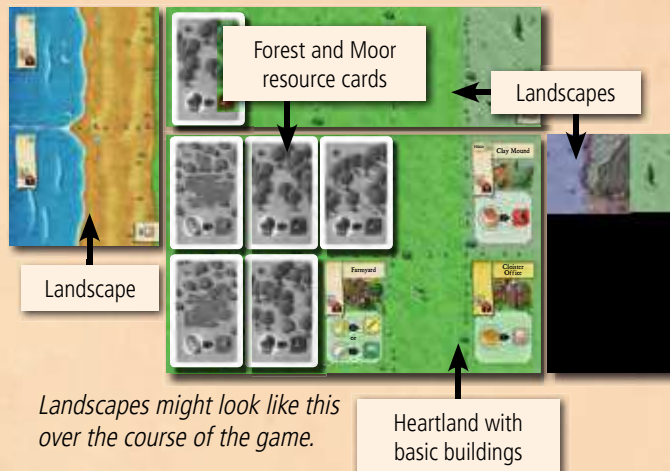 Forest and Moor
resource cards
Landscapes
Clay Mound
Landscape
Farmyard
or
Cloister
Office
Landscapes might look like this
over the course of the game.
Heartland with
basic buildings